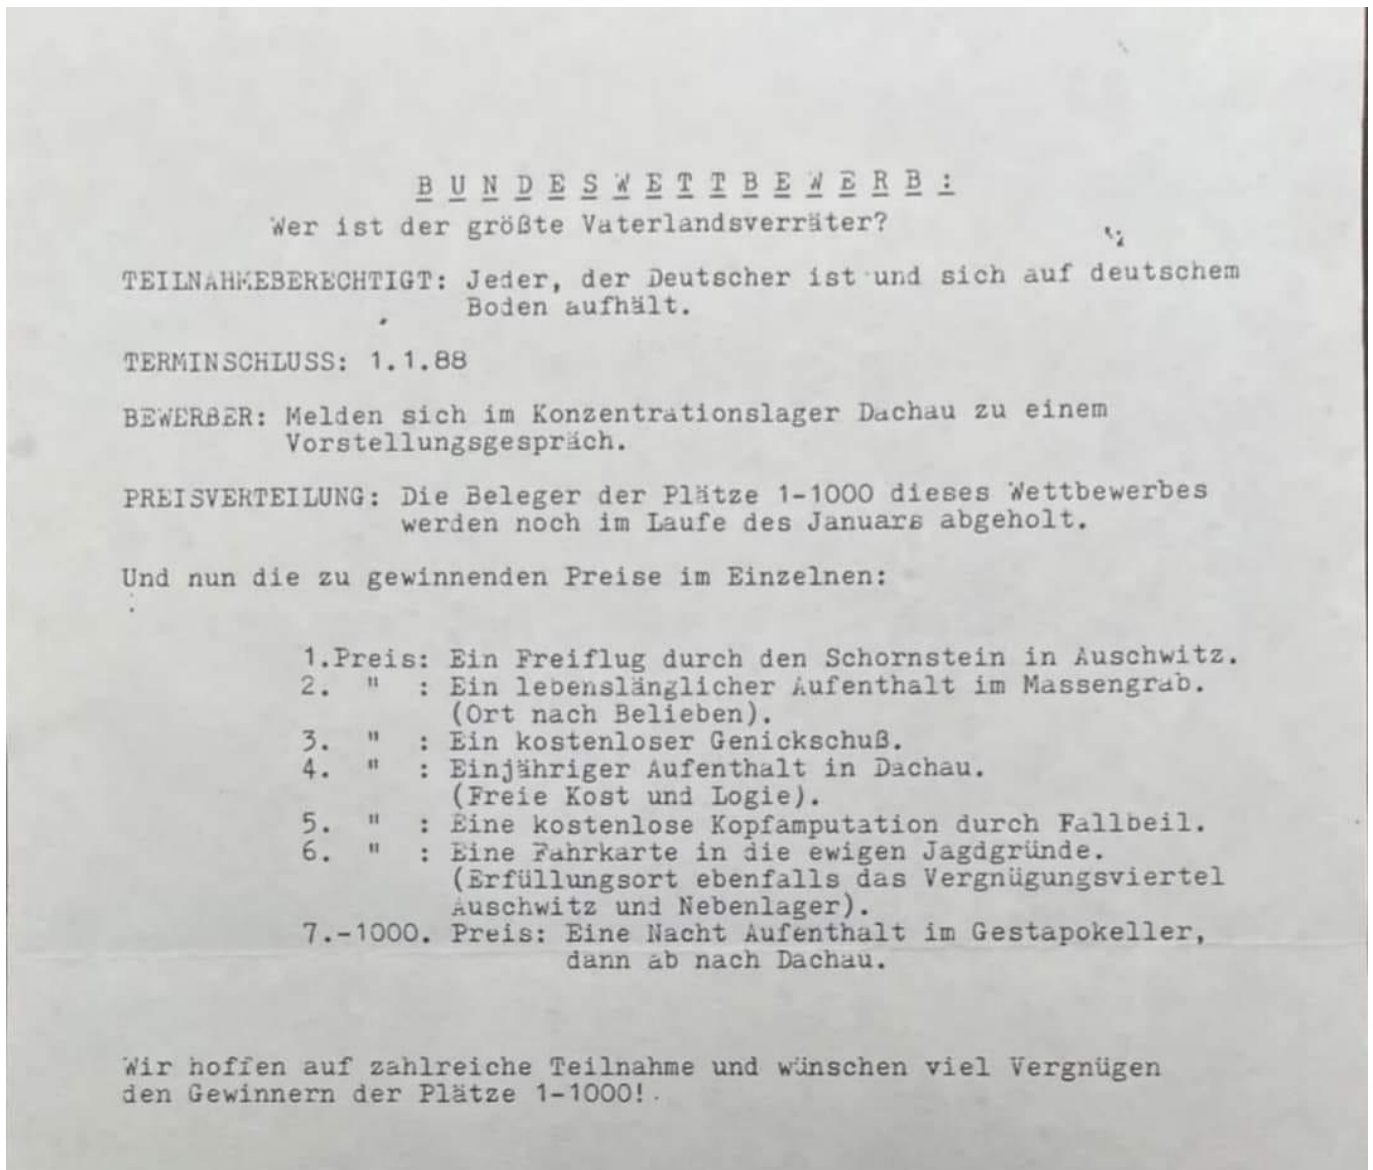 BUNDESWETTBEWERB:
Wer ist der größte Vaterlandsverräter?
TEILNAHMEBERECHTIGT: Jeder, der Deutscher ist und sich auf deutschem
Boden aufhält.
TERMINSCHLUSS: 1.1.88
BEWERBER: Melden sich im Konzentrationslager Dachau zu einem
Vorstellungsgespräch.
PREISVERTEILUNG: Die Beleger der Plätze 1-1000 dieses Wettbewerbes
werden noch im Laufe des Januars abgeholt.
Und nun die zu gewinnenden Preise im Einzelnen:
1.Preis: Ein Freiflug durch den Schornstein in Auschwitz.
2. " : Ein lebenslänglicher Aufenthalt im Massengrab.
(Ort nach Belieben).
3. " : Ein kostenloser Genickschuß.
4. " : Einjähriger Aufenthalt in Dachau.
(Freie Kost und Logie).
5. " : Eine kostenlose Kopfamputation durch Fallbeil.
6. " : Eine Fahrkarte in die ewigen Jagdgründe.
(Erfüllungsort ebenfalls das Vergnügungsviertel
Auschwitz und Nebenlager).
7.-1000. Preis: Eine Nacht Aufenthalt im Gestapokeller,
dann ab nach Dachau.
Wir hoffen auf zahlreiche Teilnahme und wünschen viel Vergnügen
den Gewinnern der Plätze 1-1000!